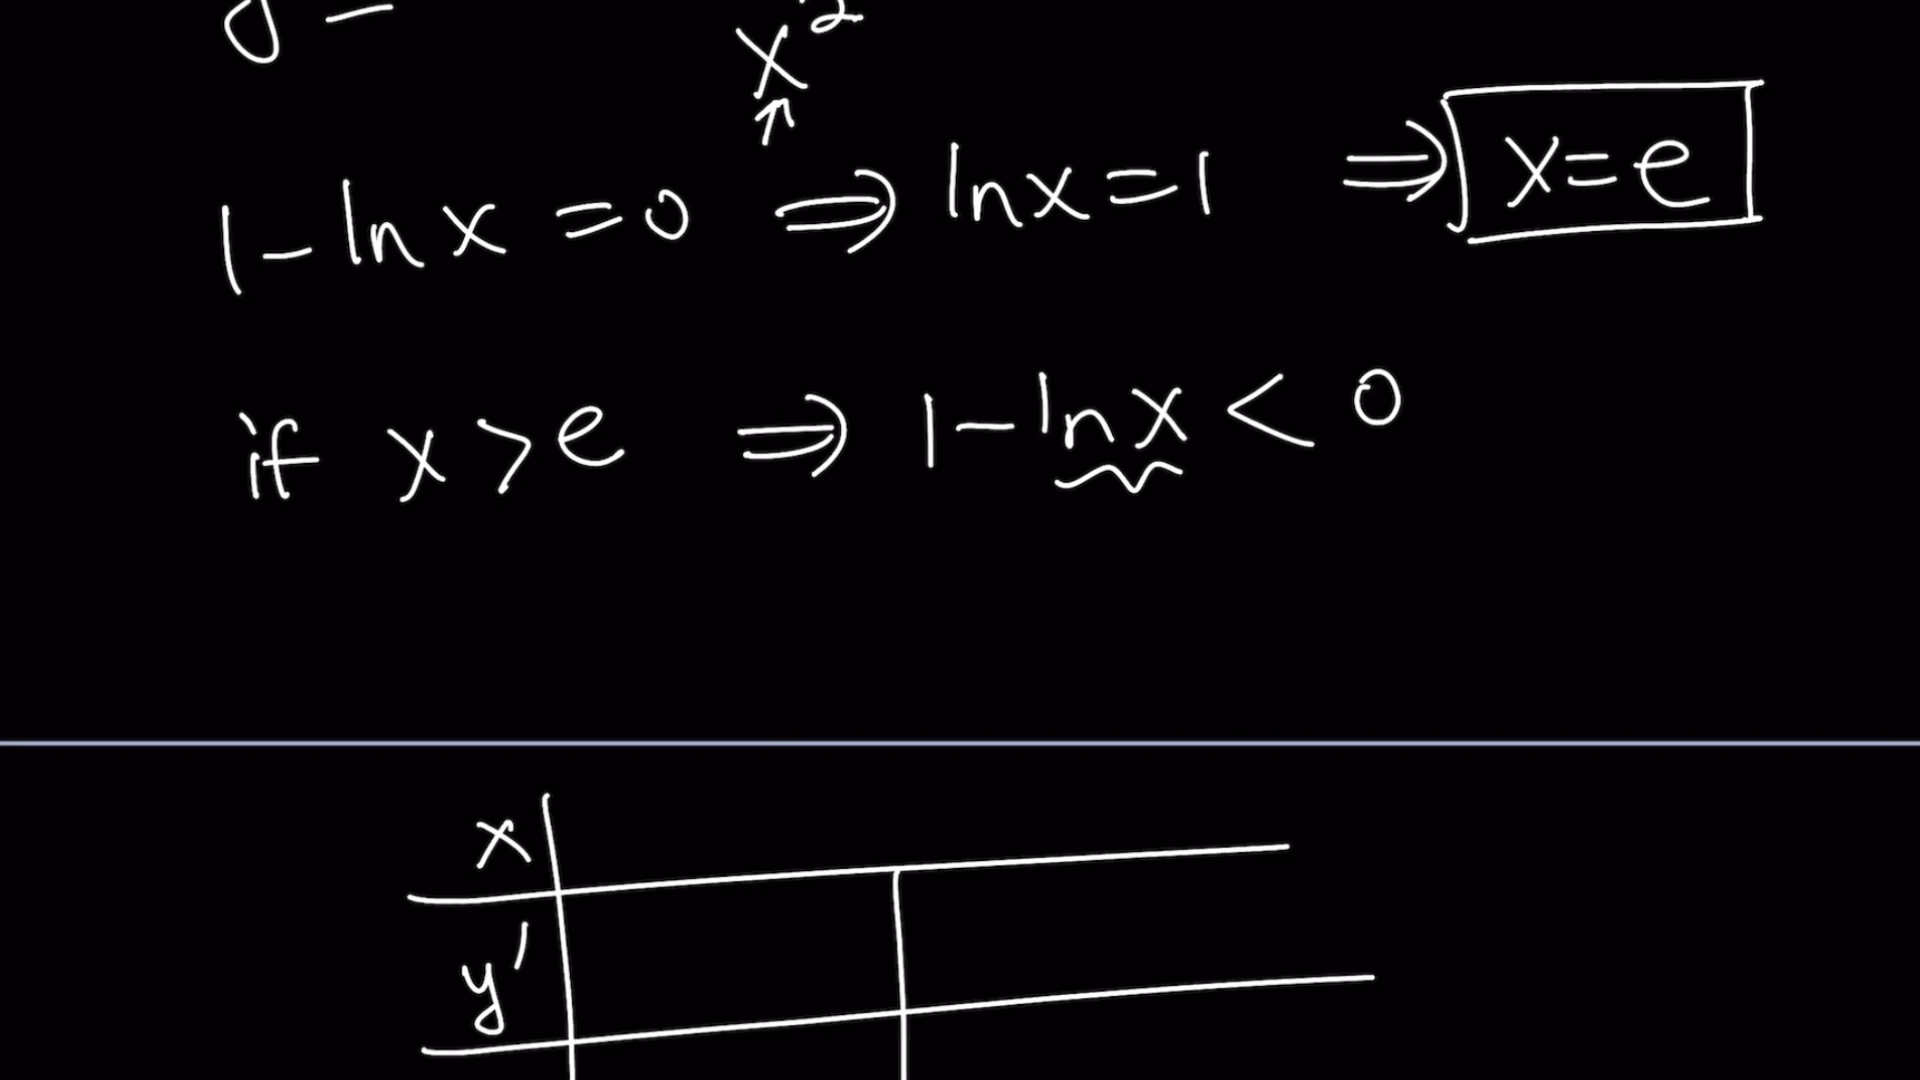 x²
↑
1 - ln x = 0 ⇒ ln x = 1 ⇒ x = e
if x > e ⇒ 1 - ln x < 0
x
y'